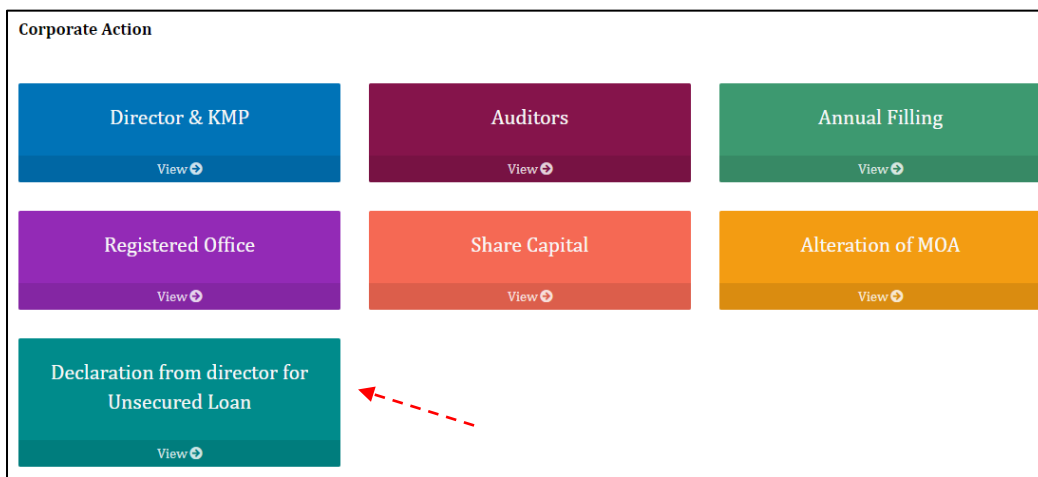 Corporate Action
Director & KMP
View
Auditors
View
Annual Filling
View
Registered Office
View
Share Capital
View
Alteration of MOA
View
Declaration from director for
Unsecured Loan
View